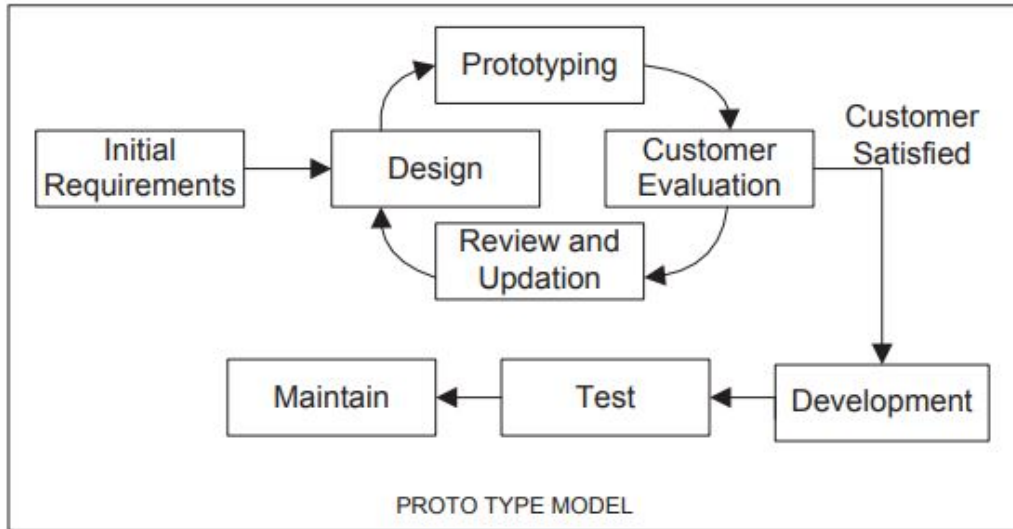 Prototyping
Customer
Satisfied
Initial
Requirements
Design
Customer
Evaluation
Review and
Updation
Maintain
Test
Development
PROTO TYPE MODEL